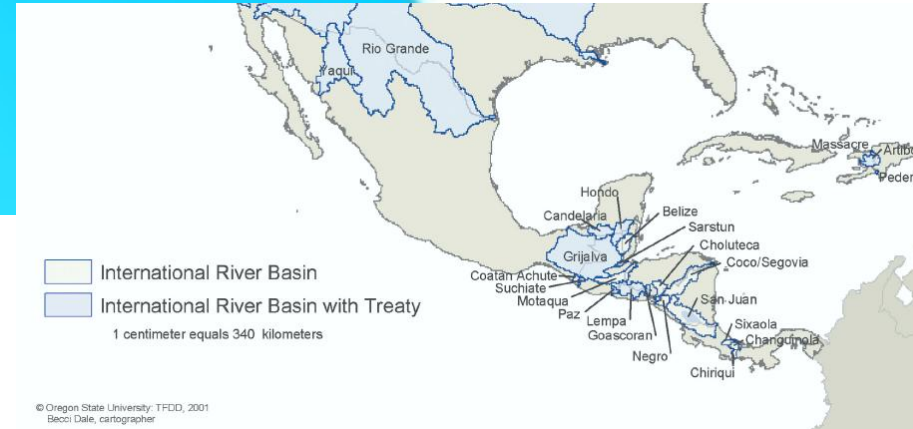 Rio Grande
Yaqui
Massacre
Artibo
Peder
Hondo
Candelaria
Belize
Sarstun
Grijalva
Choluteca
Coco/Segovia
Coatan Achute
Suchiate
Motaqua
San Juan
Paz
Lempa
Goascoran
Sixaola
Changuinola
Negro
Chiriqui
International River Basin
International River Basin with Treaty
1 centimeter equals 340 kilometers
© Oregon State University: TFDD, 2001
Becci Dale, cartographer